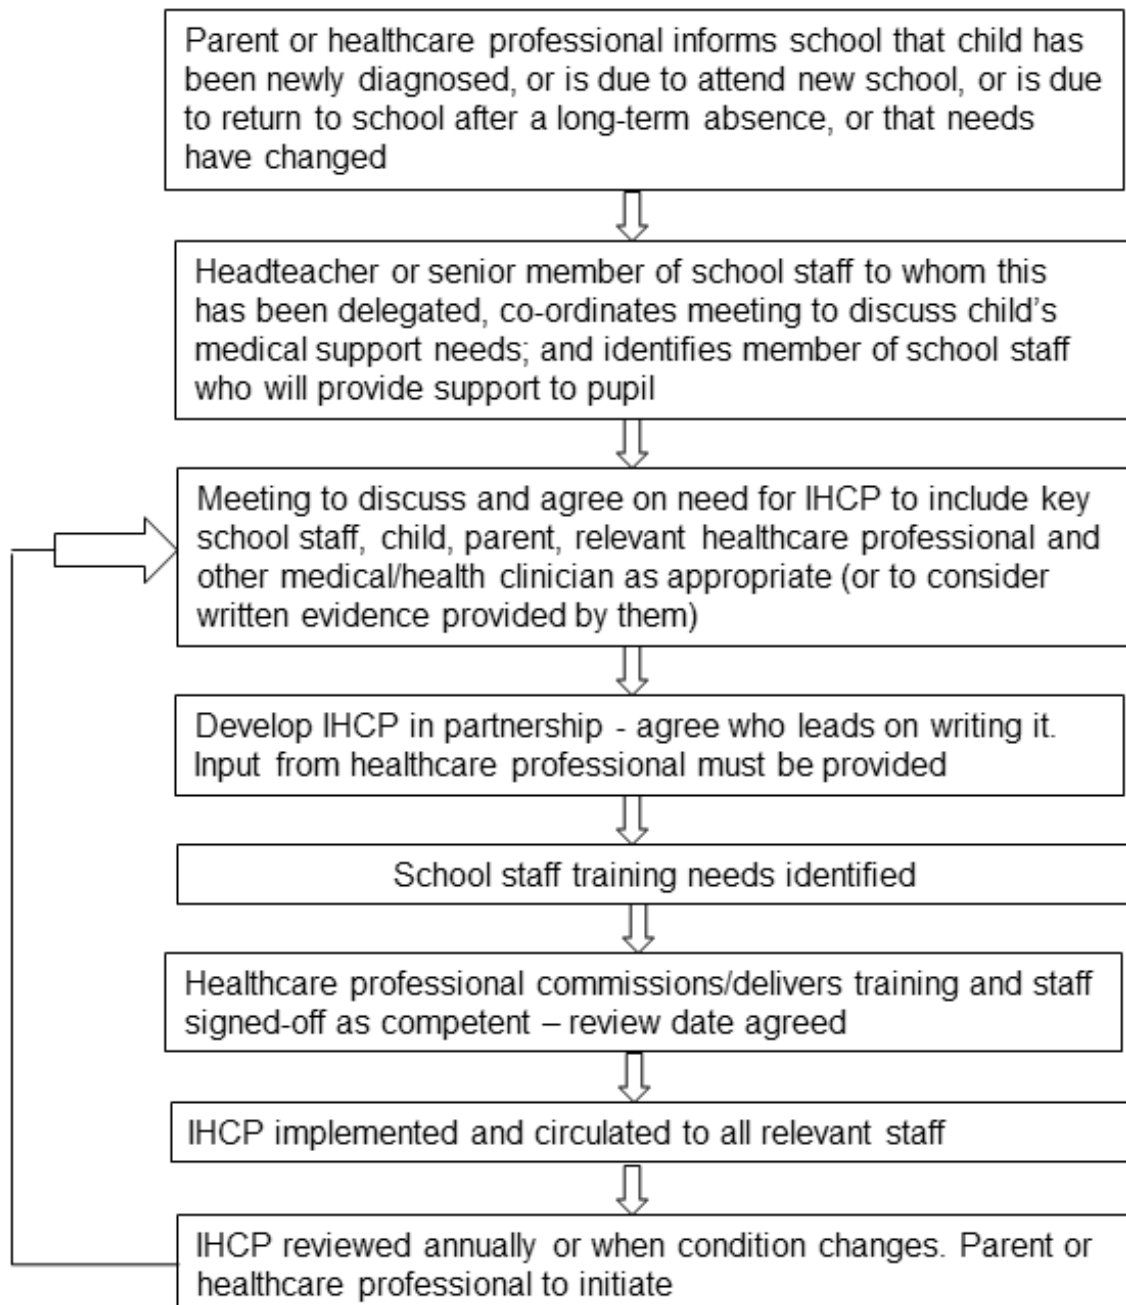 Parent or healthcare professional informs school that child has
been newly diagnosed, or is due to attend new school, or is due
to return to school after a long-term absence, or that needs
have changed
Headteacher or senior member of school staff to whom this
has been delegated, co-ordinates meeting to discuss child's
medical support needs; and identifies member of school staff
who will provide support to pupil
Meeting to discuss and agree on need for IHCP to include key
school staff, child, parent, relevant healthcare professional and
other medical/health clinician as appropriate (or to consider
written evidence provided by them)
Develop IHCP in partnership - agree who leads on writing it.
Input from healthcare professional must be provided
School staff training needs identified
Healthcare professional commissions/delivers training and staff
signed-off as competent – review date agreed
IHCP implemented and circulated to all relevant staff
IHCP reviewed annually or when condition changes. Parent or
healthcare professional to initiate